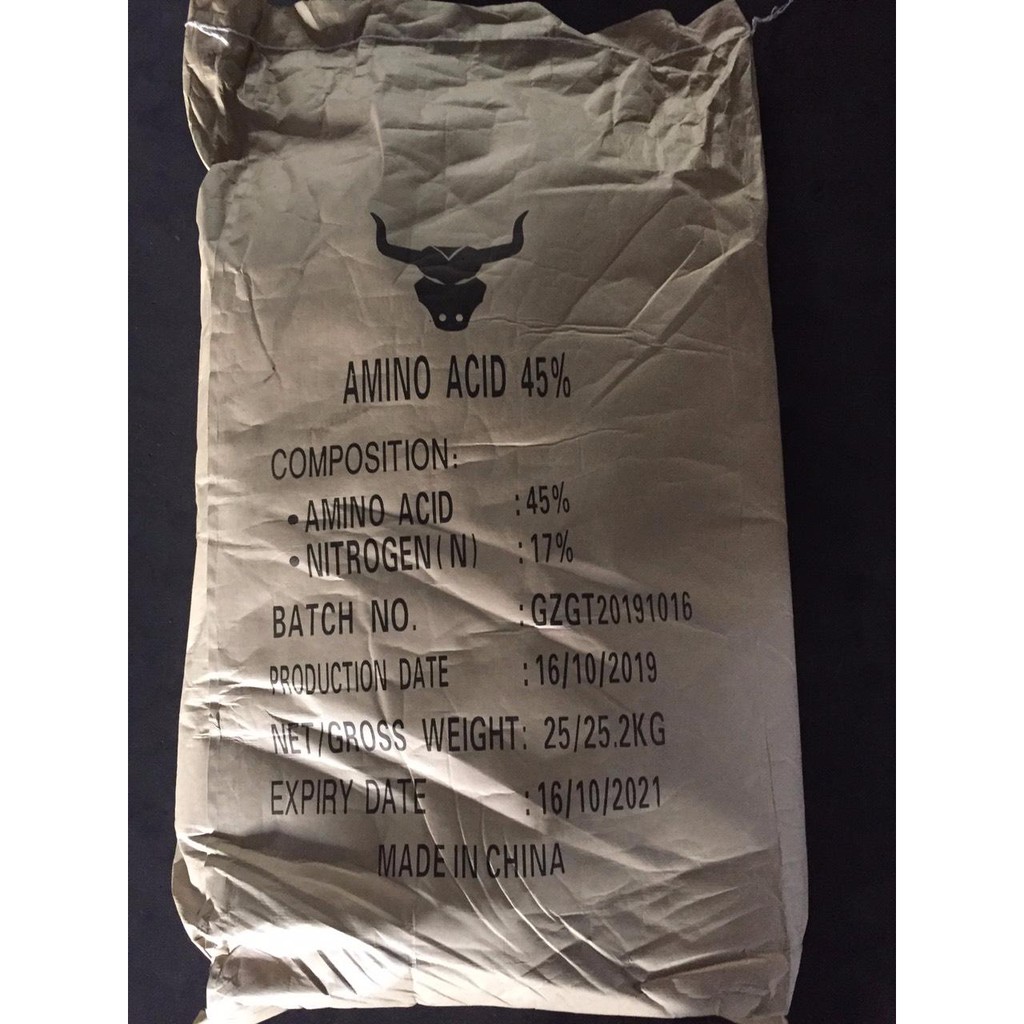 AMINO ACID 45%
COMPOSITION:
• AMINO ACID : 45%
• NITROGEN(N) : 17%
BATCH NO. : GZGT20191016
PRODUCTION DATE : 16/10/2019
NET/GROSS WEIGHT: 25/25.2KG
EXPIRY DATE : 16/10/2021
MADE IN CHINA